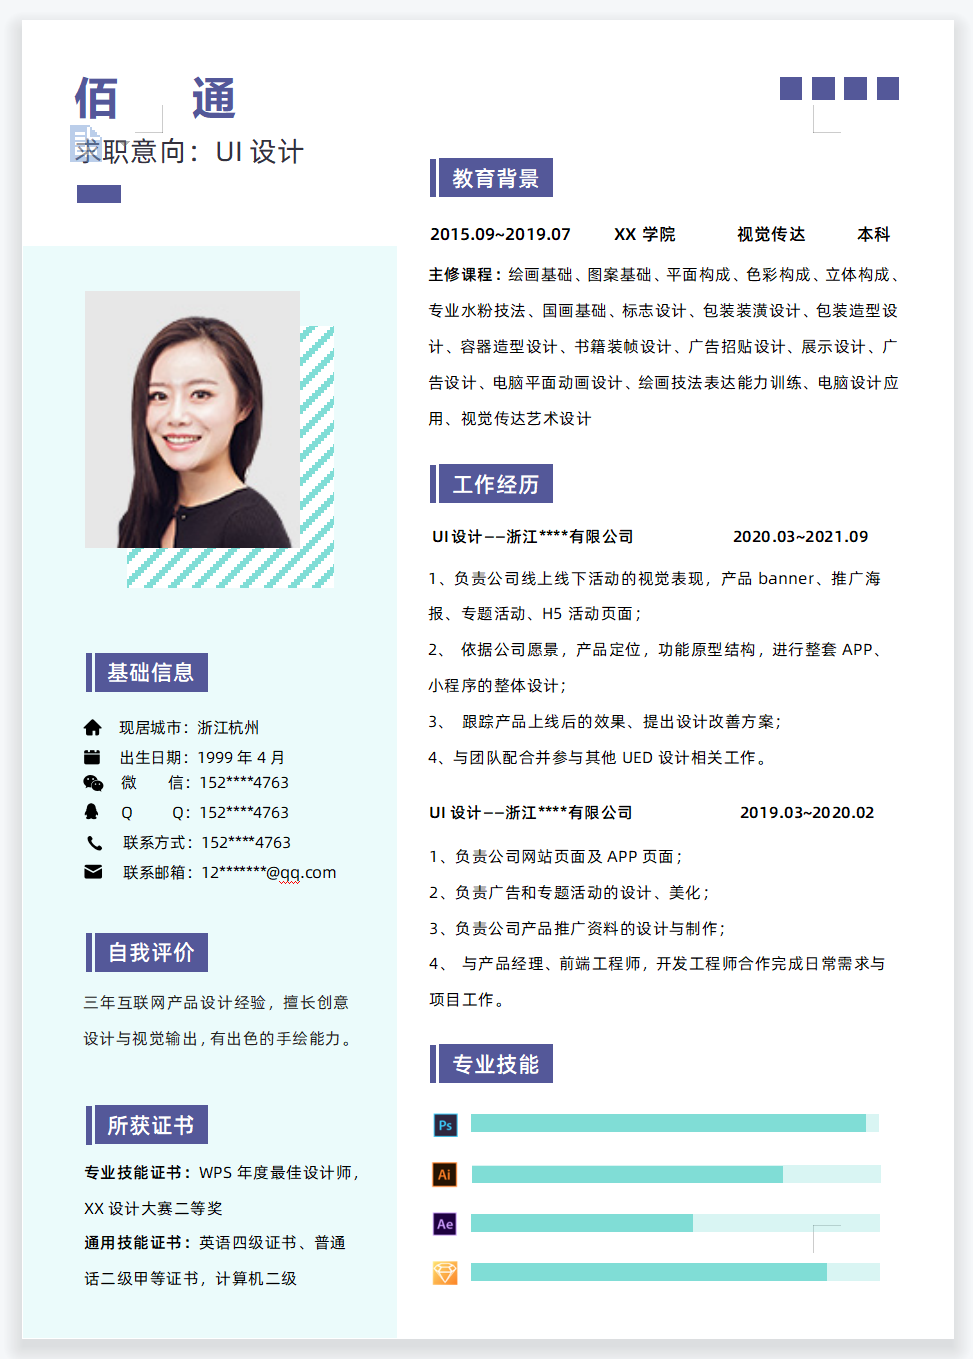 佰 通
求职意向：UI 设计
基础信息
现居城市：浙江杭州
出生日期：1999 年 4 月
微 信：152****4763
Q Q：152****4763
联系方式：152****4763
联系邮箱：12*******@qq.com
自我评价
三年互联网产品设计经验，擅长创意
设计与视觉输出，有出色的手绘能力。
所获证书
专业技能证书：WPS 年度最佳设计师，
XX 设计大赛二等奖
通用技能证书：英语四级证书、普通
话二级甲等证书，计算机二级
教育背景
2015.09~2019.07 XX 学院 视觉传达 本科
主修课程：绘画基础、图案基础、平面构成、色彩构成、立体构成、
专业水粉技法、国画基础、标志设计、包装装潢设计、包装造型设
计、容器造型设计、书籍装帧设计、广告招贴设计、展示设计、广
告设计、电脑平面动画设计、绘画技法表达能力训练、电脑设计应
用、视觉传达艺术设计
工作经历
UI 设计——浙江****有限公司 2020.03~2021.09
1、负责公司线上线下活动的视觉表现，产品 banner、推广海
报、专题活动、H5 活动页面；
2、 依据公司愿景，产品定位，功能原型结构，进行整套 APP、
小程序的整体设计；
3、 跟踪产品上线后的效果、提出设计改善方案；
4、与团队配合并参与其他 UED 设计相关工作。
UI 设计——浙江****有限公司 2019.03~2020.02
1、负责公司网站页面及 APP 页面；
2、负责广告和专题活动的设计、美化；
3、负责公司产品推广资料的设计与制作；
4、 与产品经理、前端工程师，开发工程师合作完成日常需求与
项目工作。
专业技能
Ps
Ai
Ae